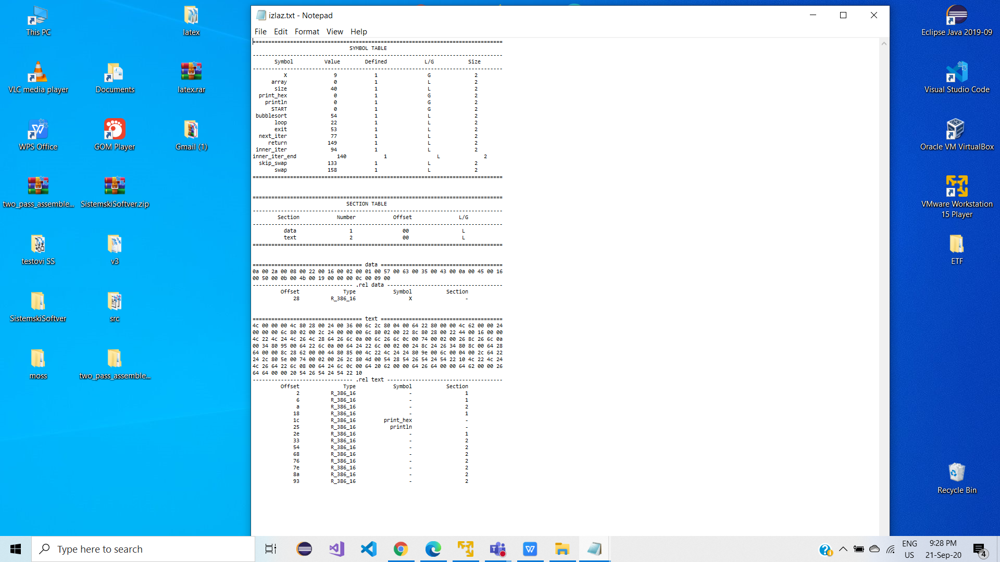 This PC
latex
VLC media player
Documents
latex.rar
WPS Office
GOM Player
Gmail (1)
two_pass_assemble...
SistemskiSoftver.zip
testovi SS
v3
SistemskiSoftver
src
moss
two_pass_assemble...
izlaz.txt - Notepad
File Edit Format View Help
================================================================================
SYMBOL TABLE
--------------------------------------------------------------------------------
Symbol Value Defined L/G Size
--------------------------------------------------------------------------------
X 9 1 G 2
array 0 1 L 2
size 40 1 L 2
print_hex 0 1 G 2
println 0 1 G 2
START 0 1 G 2
bubblesort 54 1 L 2
loop 22 1 L 2
exit 53 1 L 2
next_iter 77 1 L 2
return 149 1 L 2
inner_iter 94 1 L 2
inner_iter_end 140 1 L 2
skip_swap 133 1 L 2
swap 158 1 L 2
================================================================================
================================================================================
SECTION TABLE
--------------------------------------------------------------------------------
Section Number Offset L/G
--------------------------------------------------------------------------------
data 1 00 L
text 2 00 L
================================================================================
=================================== data =======================================
0a 00 2a 00 08 00 22 00 16 00 02 00 01 00 57 00 63 00 35 00 43 00 0a 00 45 00 16
00 50 00 0b 00 4b 00 19 00 00 00 0c 00 09 00
-------------------------------- .rel data -------------------------------------
Offset Type Symbol Section
28 R_386_16 X -
=================================== text =======================================
4c 00 00 00 4c 80 28 00 24 00 36 00 6c 2c 80 04 00 64 22 80 00 00 4c 62 00 00 24
00 00 00 6c 80 02 00 2c 24 00 00 00 6c 80 02 00 22 8c 80 28 00 22 44 00 16 00 00
4c 22 4c 24 4c 26 4c 28 64 26 6c 0a 00 6c 26 6c 0c 00 74 00 02 00 26 8c 26 6c 0a
00 34 80 95 00 64 22 6c 0a 00 64 24 22 6c 00 02 00 24 8c 24 26 34 80 8c 00 64 28
64 00 00 8c 28 62 00 00 44 80 85 00 4c 22 4c 24 24 80 9e 00 6c 00 04 00 2c 64 22
24 2c 80 5e 00 74 00 02 00 26 2c 80 4d 00 54 28 54 26 54 24 54 22 10 4c 22 4c 24
4c 26 64 22 6c 08 00 64 24 6c 0c 00 64 20 62 00 00 64 26 64 00 00 64 62 00 00 26
64 64 00 00 20 54 26 54 24 54 22 10
-------------------------------- .rel text -------------------------------------
Offset Type Symbol Section
2 R_386_16 - 1
6 R_386_16 - 1
a R_386_16 - 2
18 R_386_16 - 1
1c R_386_16 print_hex -
25 R_386_16 println -
2e R_386_16 - 1
33 R_386_16 - 2
54 R_386_16 - 2
68 R_386_16 - 2
76 R_386_16 - 2
7e R_386_16 - 2
8a R_386_16 - 2
93 R_386_16 - 2
Eclipse Java 2019-09
Visual Studio Code
Oracle VM VirtualBox
VMware Workstation
15 Player
ETF
Recycle Bin
Type here to search
ENG
US
9:28 PM
21-Sep-20
4